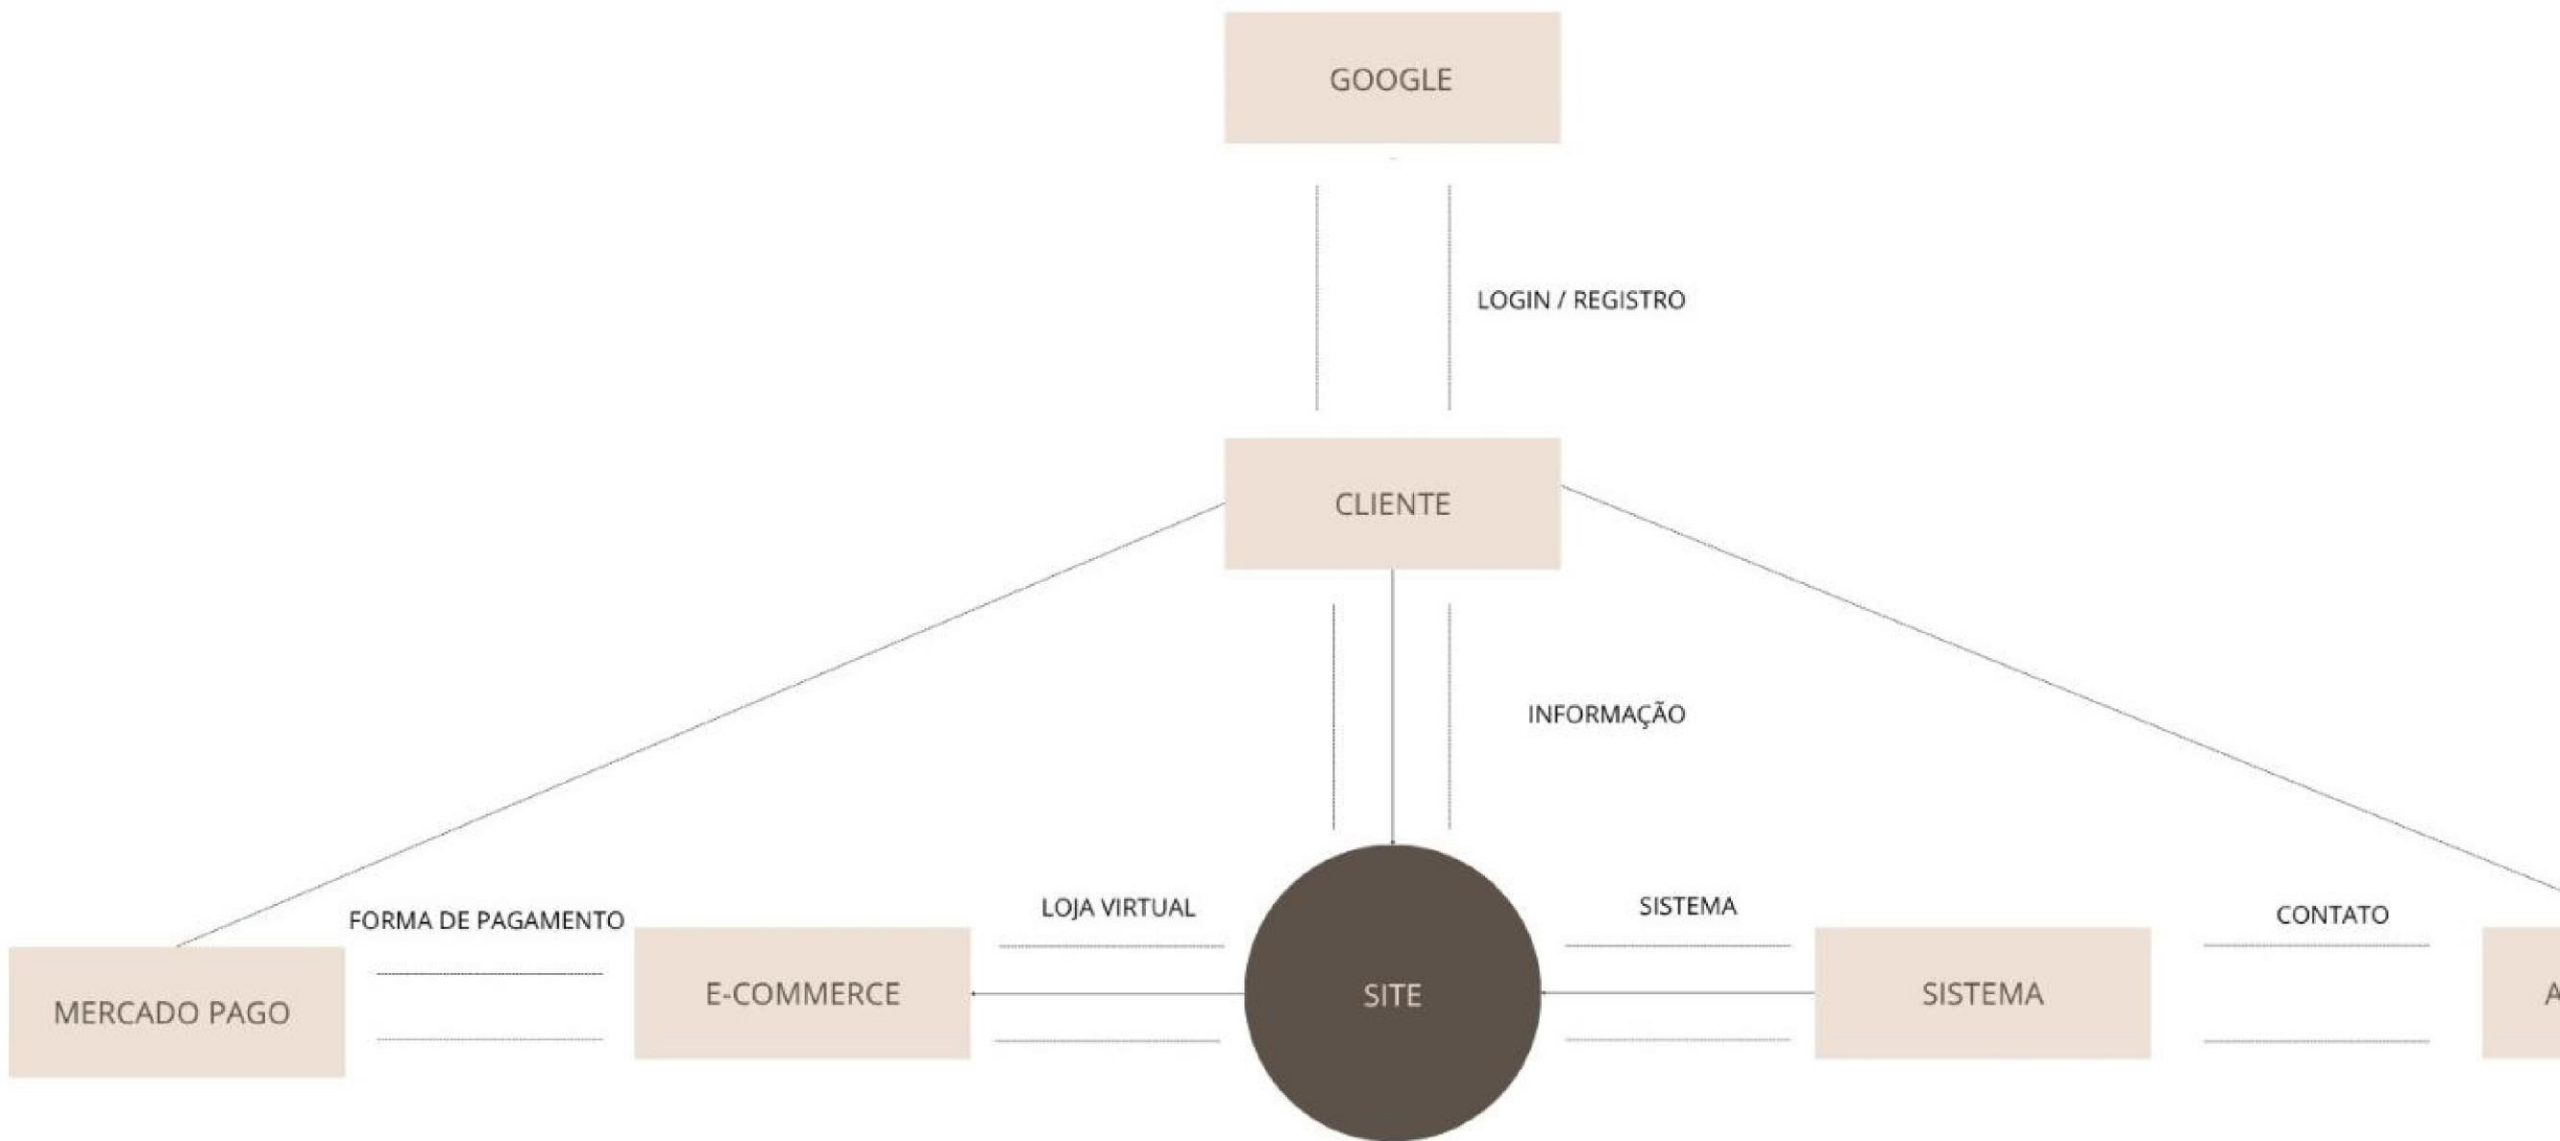 GOOGLE
LOGIN / REGISTRO
CLIENTE
INFORMAÇÃO
FORMA DE PAGAMENTO
LOJA VIRTUAL
SISTEMA
CONTATO
MERCADO PAGO
E-COMMERCE
SITE
SISTEMA